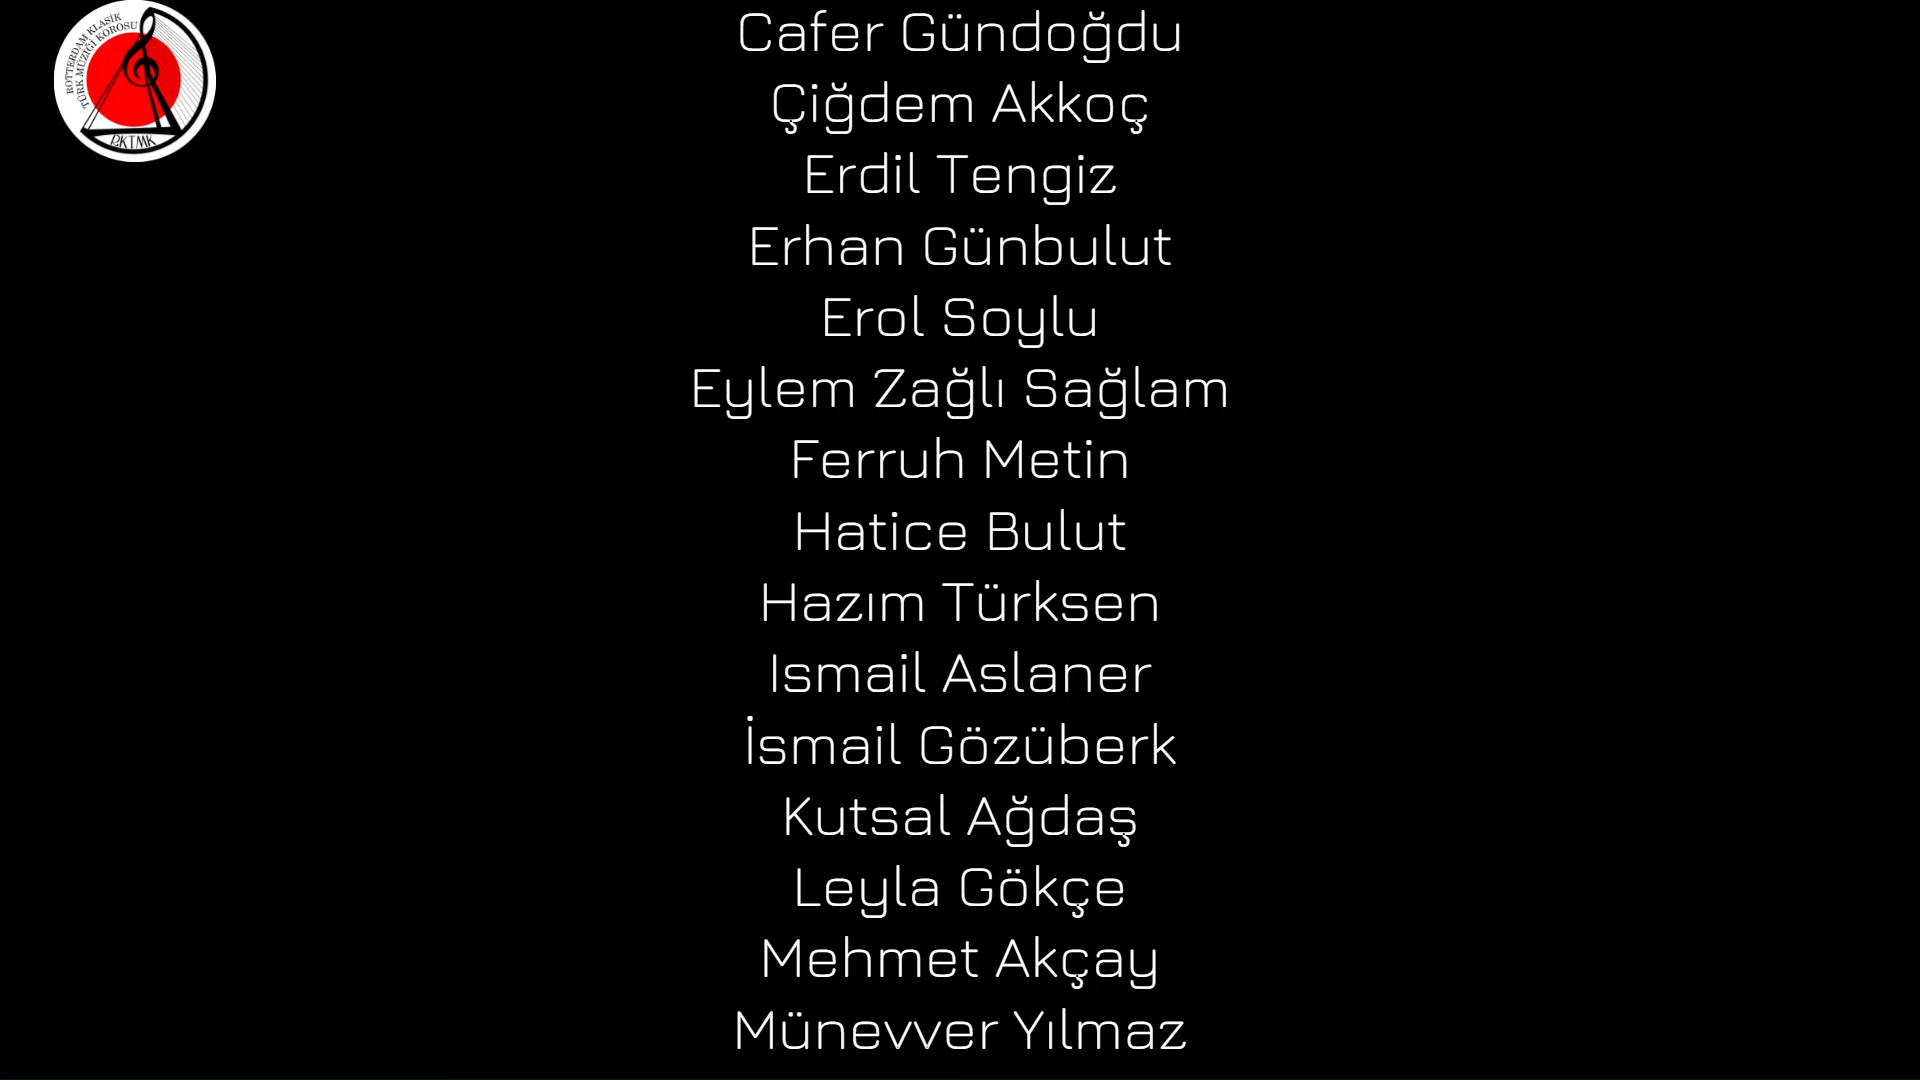 ROTTERDAM KLASİK
TÜRK MÜZİĞİ KOROSU
RKTMK
Cafer Gündoğdu
Çiğdem Akkoç
Erdil Tengiz
Erhan Günbulut
Erol Soylu
Eylem Zağlı Sağlam
Ferruh Metin
Hatice Bulut
Hazım Türksen
Ismail Aslaner
İsmail Gözüberk
Kutsal Ağdaş
Leyla Gökçe
Mehmet Akçay
Münevver Yılmaz